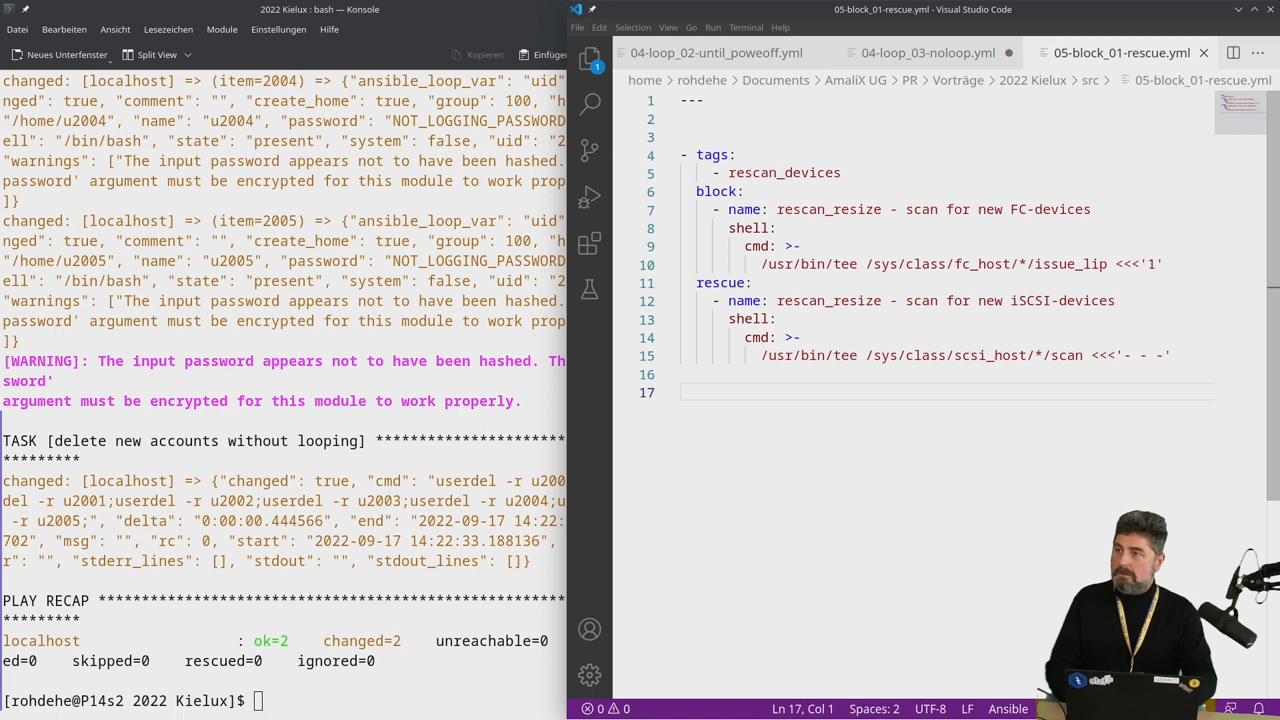 2022 Kielux : bash — Konsole
Datei Bearbeiten Ansicht Lesezeichen Module Einstellungen Hilfe
Neues Unterfenster Split View Kopieren Einfüger
changed: [localhost] => (item=2004) => {"ansible_loop_var": "uid"
nged": true, "comment": "", "create_home": true, "group": 100, "h
"/home/u2004", "name": "u2004", "password": "NOT_LOGGING_PASSWORD
ell": "/bin/bash", "state": "present", "system": false, "uid": "2
"warnings": ["The input password appears not to have been hashed.
password' argument must be encrypted for this module to work prop
]}
changed: [localhost] => (item=2005) => {"ansible_loop_var": "uid"
nged": true, "comment": "", "create_home": true, "group": 100, "h
"/home/u2005", "name": "u2005", "password": "NOT_LOGGING_PASSWORD
ell": "/bin/bash", "state": "present", "system": false, "uid": "2
"warnings": ["The input password appears not to have been hashed.
password' argument must be encrypted for this module to work prop
]}
[WARNING]: The input password appears not to have been hashed. Th
sword'
argument must be encrypted for this module to work properly.
TASK [delete new accounts without looping] **********************
*********
changed: [localhost] => {"changed": true, "cmd": "userdel -r u200
del -r u2001;userdel -r u2002;userdel -r u2003;userdel -r u2004;u
-r u2005;", "delta": "0:00:00.444566", "end": "2022-09-17 14:22:
702", "msg": "", "rc": 0, "start": "2022-09-17 14:22:33.188136",
r": "", "stderr_lines": [], "stdout": "", "stdout_lines": []}
PLAY RECAP ******************************************************
*********
localhost : ok=2 changed=2 unreachable=0
ed=0 skipped=0 rescued=0 ignored=0
[rohdehe@P14s2 2022 Kielux]$
05-block_01-rescue.yml - Visual Studio Code
File Edit Selection View Go Run Terminal Help
04-loop_02-until_poweroff.yml 04-loop_03-noloop.yml 05-block_01-rescue.yml
home > rohdehe > Documents > AmaliX UG > PR > Vorträge > 2022 Kielux > src > 05-block_01-rescue.yml
1
1 ---
2
3
4 - tags:
5 - rescan_devices
6 block:
7 - name: rescan_resize - scan for new FC-devices
8 shell:
9 cmd: >-
10 /usr/bin/tee /sys/class/fc_host/*/issue_lip <<<'1'
11 rescue:
12 - name: rescan_resize - scan for new iSCSI-devices
13 shell:
14 cmd: >-
15 /usr/bin/tee /sys/class/scsi_host/*/scan <<<'- - -'
16
17
0 0 Ln 17, Col 1 Spaces: 2 UTF-8 LF Ansible